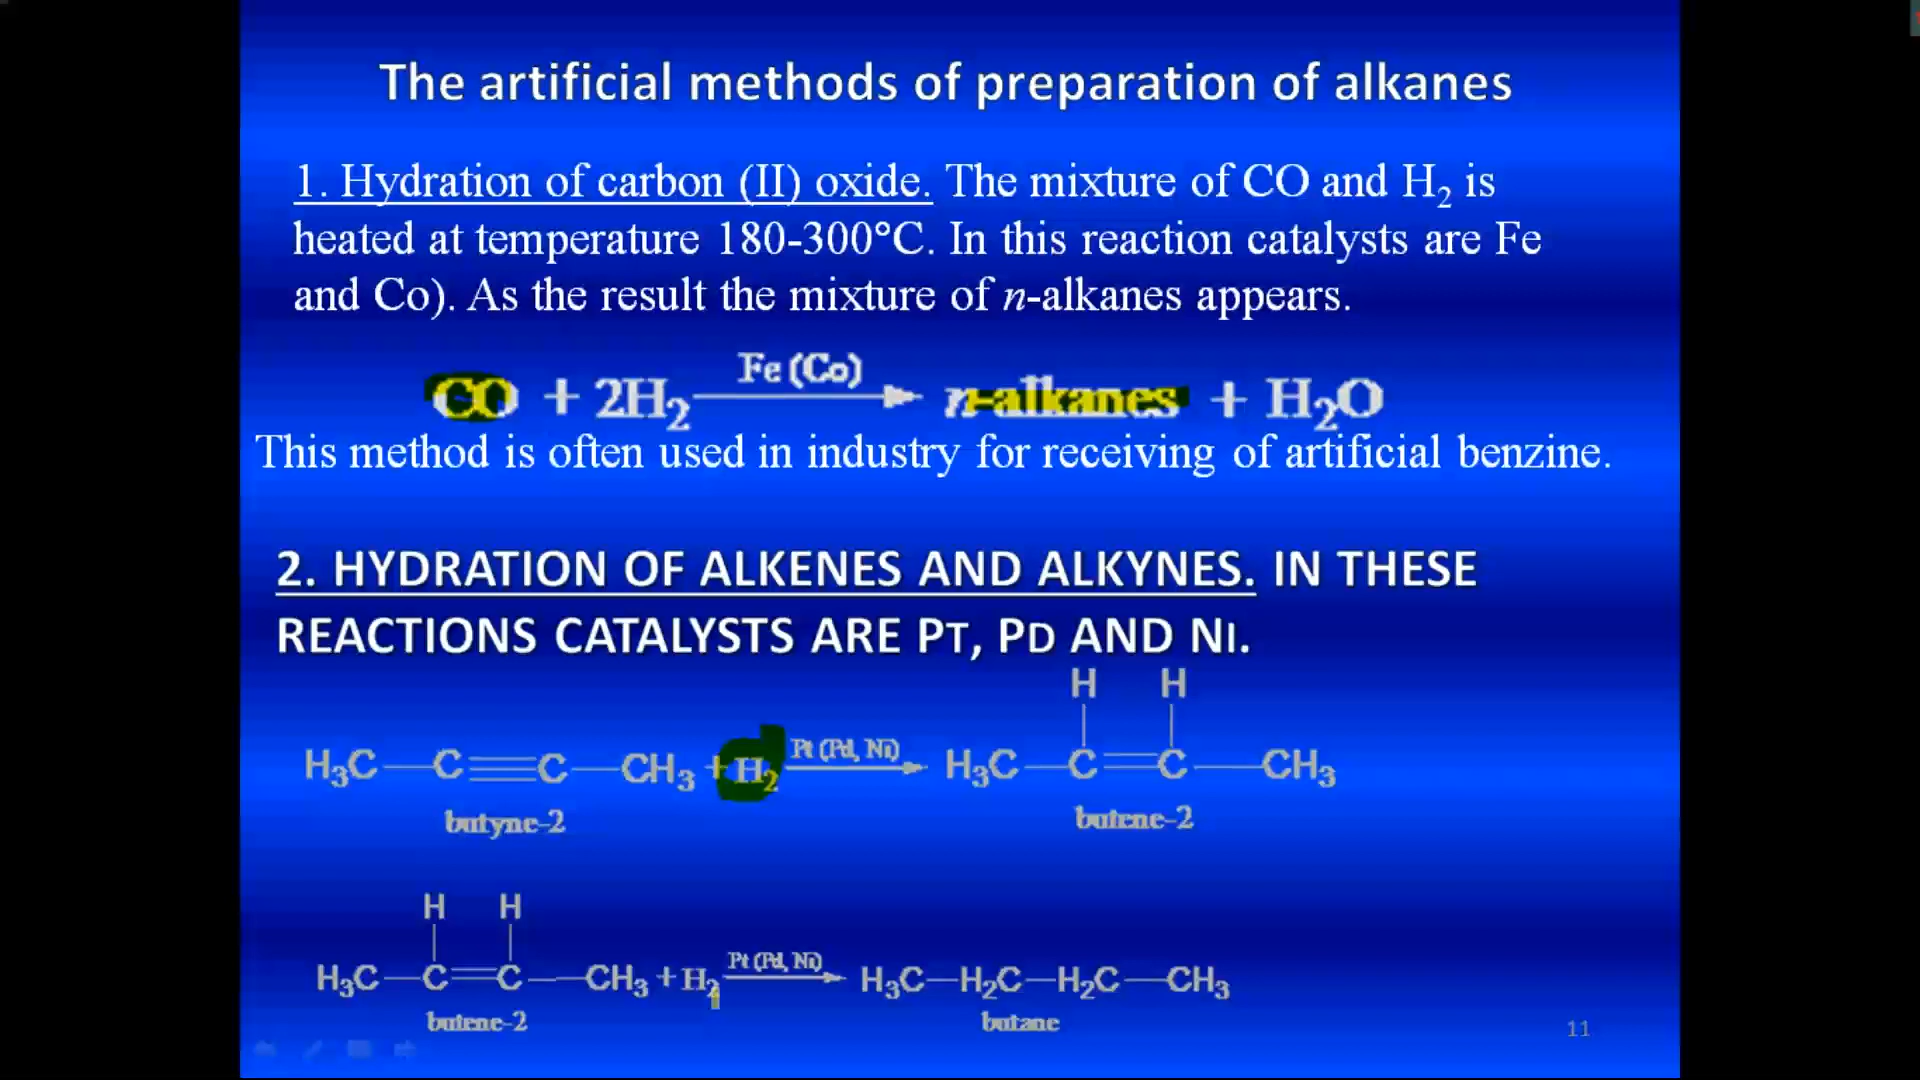 The artificial methods of preparation of alkanes
1. Hydration of carbon (II) oxide. The mixture of CO and H₂ is
heated at temperature 180-300°C. In this reaction catalysts are Fe
and Co). As the result the mixture of n-alkanes appears.
Fe (Co)
CO + 2H₂ → n-alkanes + H₂O
This method is often used in industry for receiving of artificial benzine.
2. HYDRATION OF ALKENES AND ALKYNES. IN THESE
REACTIONS CATALYSTS ARE PT, PD AND NI.
H H
H₃C—C≡C—CH₃ + H₂ Pt (Pd, Ni) → H₃C—C=C—CH₃
butyne-2 butene-2
H H
H₃C—C=C—CH₃ + H₂ Pt (Pd, Ni) → H₃C—H₂C—H₂C—CH₃
butene-2 butane
11